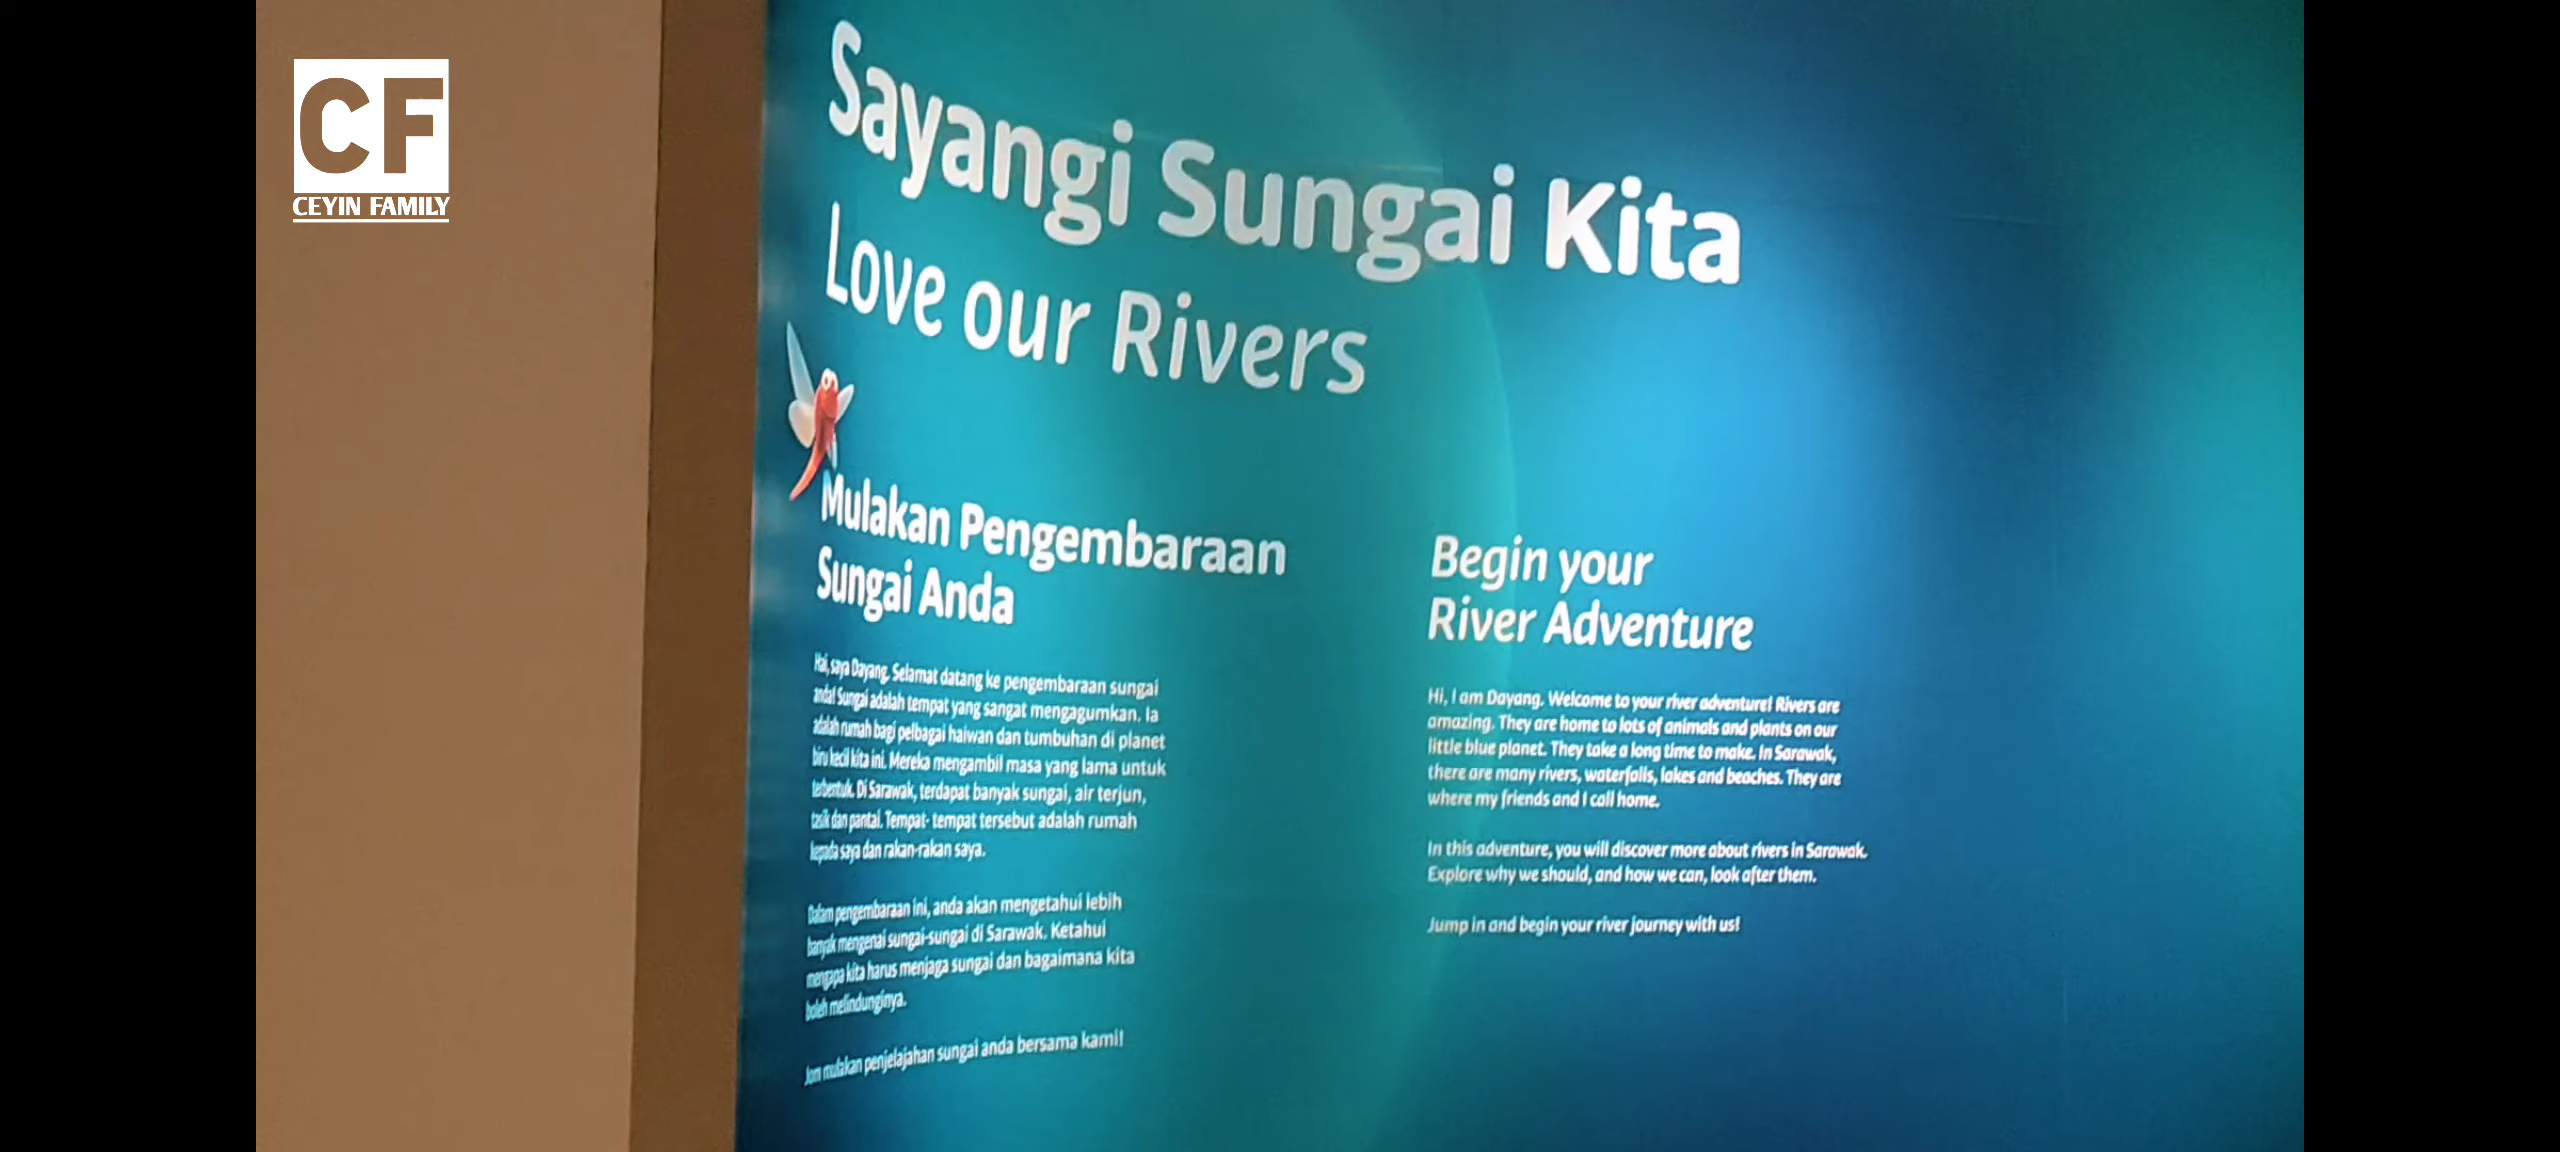 CF
CEYIN FAMILY
Sayangi Sungai Kita
Love our Rivers
Mulakan Pengembaraan
Sungai Anda
Hai, saya Dayang. Selamat datang ke pengembaraan sungai
anda! Sungai adalah tempat yang sangat mengagumkan. Ia
adalah rumah bagi pelbagai haiwan dan tumbuhan di planet
biru kecil kita ini. Mereka mengambil masa yang lama untuk
terbentuk. Di Sarawak, terdapat banyak sungai, air terjun,
tasik dan pantai. Tempat- tempat tersebut adalah rumah
kepada saya dan rakan-rakan saya.
Dalam pengembaraan ini, anda akan mengetahui lebih
banyak mengenai sungai-sungai di Sarawak. Ketahui
mengapa kita harus menjaga sungai dan bagaimana kita
boleh melindunginya.
Jom mulakan penjelajahan sungai anda bersama kami!
Begin your
River Adventure
Hi, I am Dayang. Welcome to your river adventure! Rivers are
amazing. They are home to lots of animals and plants on our
little blue planet. They take a long time to make. In Sarawak,
there are many rivers, waterfalls, lakes and beaches. They are
where my friends and I call home.
In this adventure, you will discover more about rivers in Sarawak.
Explore why we should, and how we can, look after them.
Jump in and begin your river journey with us!